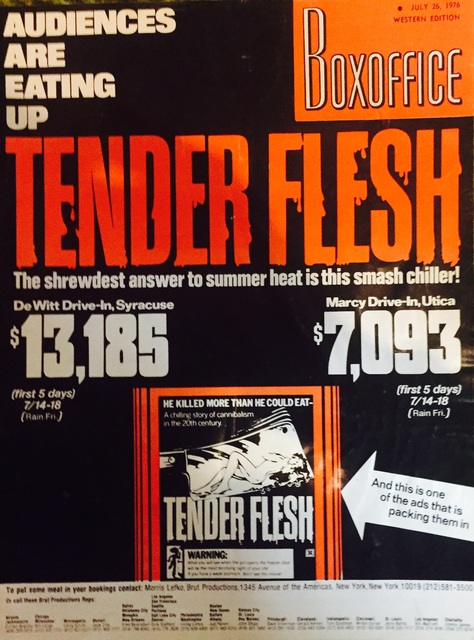 AUDIENCES
ARE
EATING
UP
• JULY 26, 1976
WESTERN EDITION
BOXOFFICE
TENDER FLESH
The shrewdest answer to summer heat is this smash chiller!
De Witt Drive-In, Syracuse
$13,185
(first 5 days)
7/14-18
(Rain Fri.)
Marcy Drive-In, Utica
$7,093
(first 5 days)
7/14-18
(Rain Fri.)
HE KILLED MORE THAN HE COULD EAT–
A chilling story of cannibalism
in the 20th century.
TENDER FLESH
WARNING:
And this is one
of the ads that is
packing them in
To put some meat in your bookings contact: Morris Lefko, Brut Productions, 1345 Avenue of the Americas, New York, New York 10019 (212) 581-3500
Or call these Brut Productions Reps: